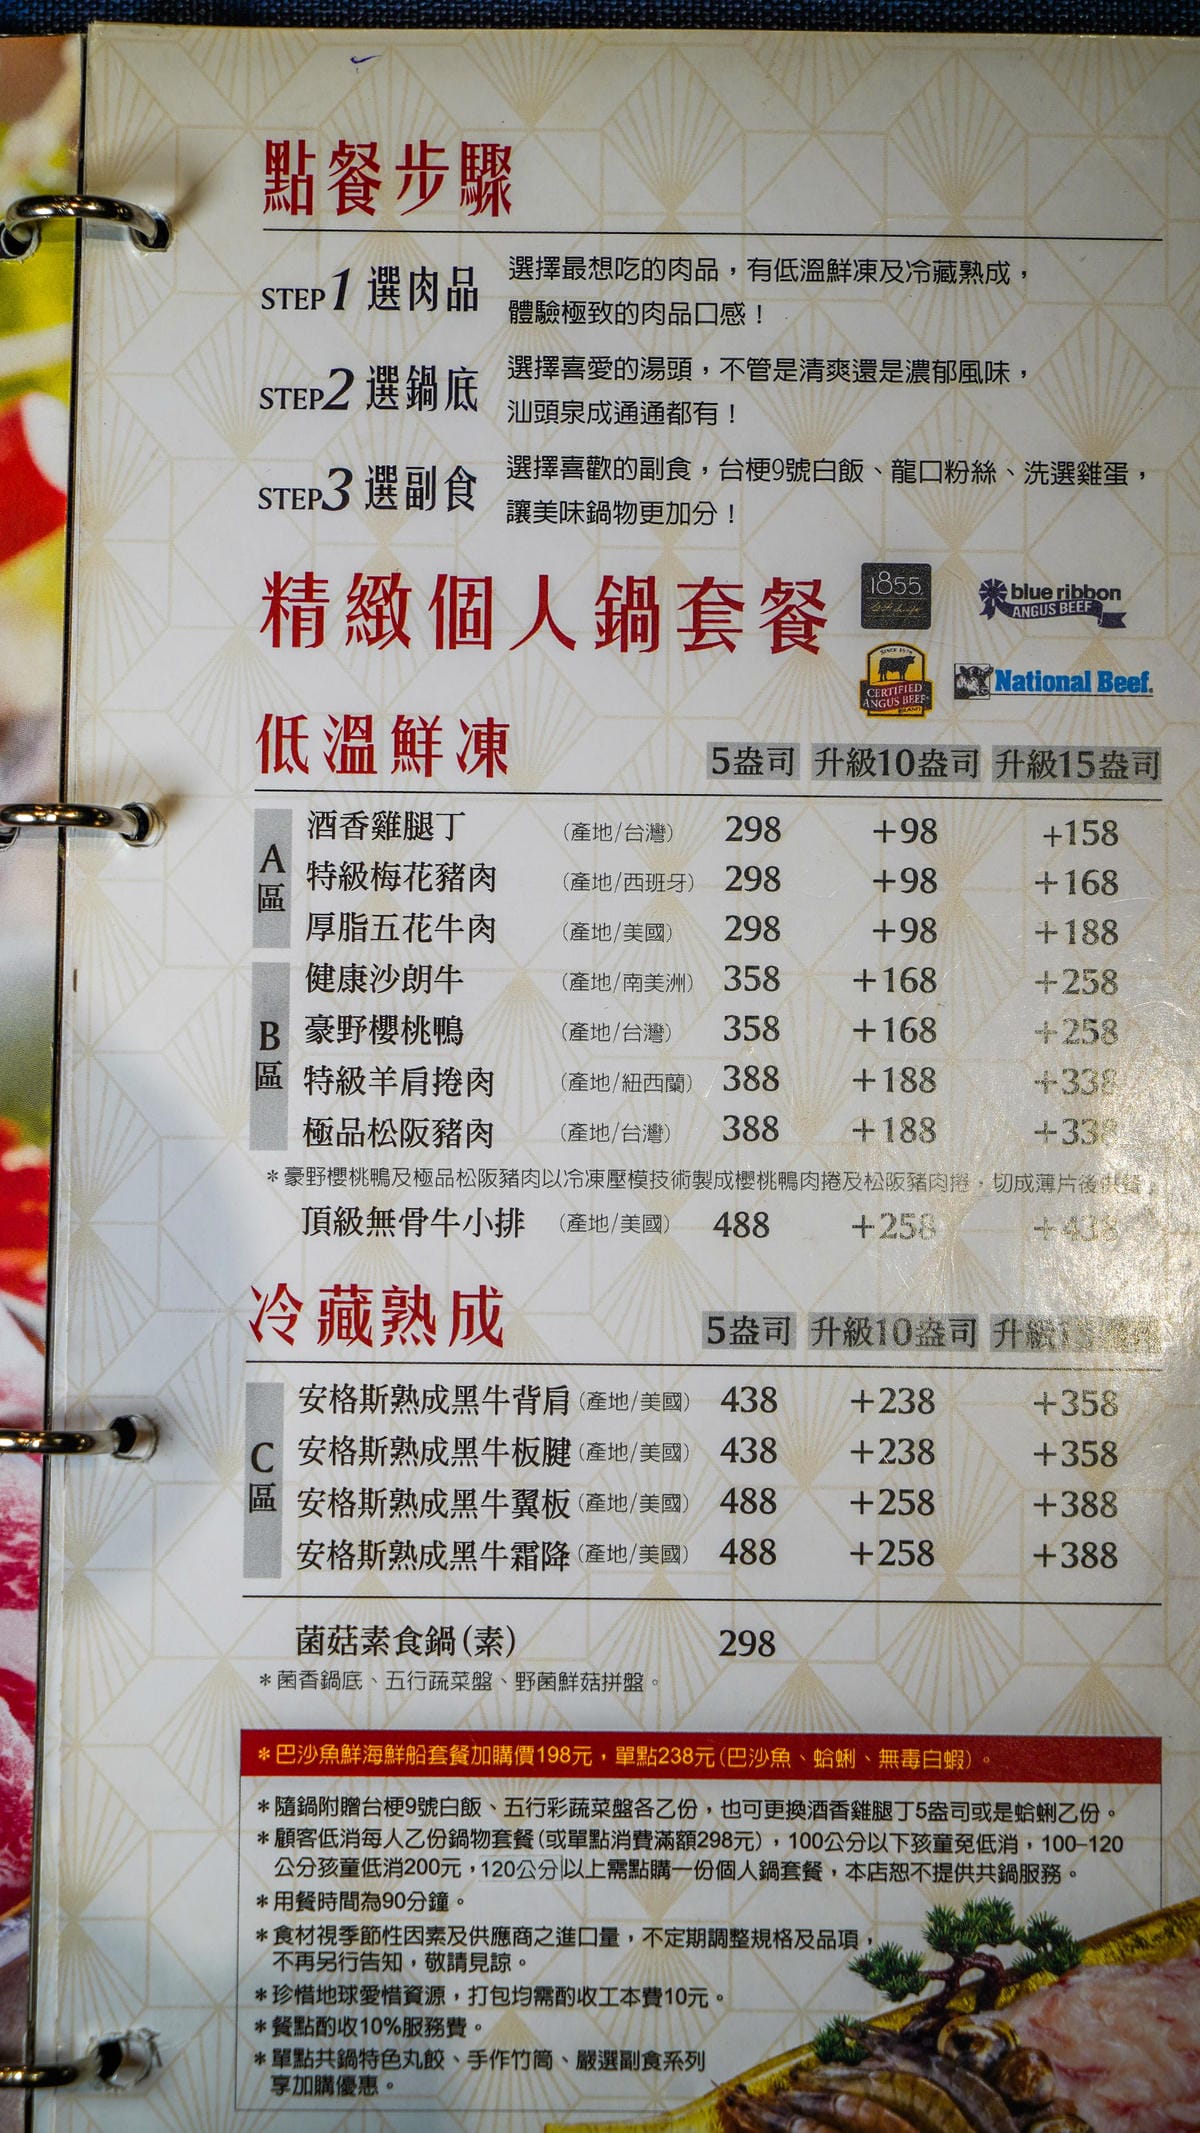 點餐步驟
STEP1 選肉品 選擇最想吃的肉品，有低溫鮮凍及冷藏熟成，
體驗極致的肉品口感！
STEP2 選鍋底 選擇喜愛的湯頭，不管是清爽還是濃郁風味，
汕頭泉成通通都有！
STEP3 選副食 選擇喜歡的副食，台梗9號白飯、龍口粉絲、洗選雞蛋，
讓美味鍋物更加分！
精緻個人鍋套餐
1855
blue ribbon
ANGUS BEEF
CERTIFIED
ANGUS BEEF
National Beef.
低溫鮮凍 5盎司 升級10盎司 升級15盎司
A區
酒香雞腿丁 (產地/台灣) 298 +98 +158
特級梅花豬肉 (產地/西班牙) 298 +98 +168
厚脂五花牛肉 (產地/美國) 298 +98 +188
B區
健康沙朗牛 (產地/南美洲) 358 +168 +258
豪野櫻桃鴨 (產地/台灣) 358 +168 +258
特級羊肩捲肉 (產地/紐西蘭) 388 +188 +338
極品松阪豬肉 (產地/台灣) 388 +188 +338
*豪野櫻桃鴨及極品松阪豬肉以冷凍壓模技術製成櫻桃鴨肉捲及松阪豬肉捲，切成薄片後供餐。
頂級無骨牛小排 (產地/美國) 488 +258 +438
冷藏熟成 5盎司 升級10盎司 升級15
C區
安格斯熟成黑牛背肩 (產地/美國) 438 +238 +358
安格斯熟成黑牛板腱 (產地/美國) 438 +238 +358
安格斯熟成黑牛翼板 (產地/美國) 488 +258 +388
安格斯熟成黑牛霜降 (產地/美國) 488 +258 +388
菌菇素食鍋(素) 298
*菌香鍋底、五行蔬菜盤、野菌鮮菇拼盤。
*巴沙魚鮮海鮮船套餐加購價198元，單點238元(巴沙魚、蛤蜊、無毒白蝦)。
*隨鍋附贈台梗9號白飯、五行彩蔬菜盤各乙份，也可更換酒香雞腿丁5盎司或是蛤蜊乙份。
*顧客低消每人乙份鍋物套餐(或單點消費滿額298元)，100公分以下孩童免低消，100-120
公分孩童低消200元，120公分以上需點購一份個人鍋套餐，本店恕不提供共鍋服務。
*用餐時間為90分鐘。
*食材視季節性因素及供應商之進口量，不定期調整規格及品項，
不再另行告知，敬請見諒。
*珍惜地球愛惜資源，打包均需酌收工本費10元。
*餐點酌收10%服務費。
*單點共鍋特色丸餃、手作竹筒、嚴選副食系列
享加購優惠。